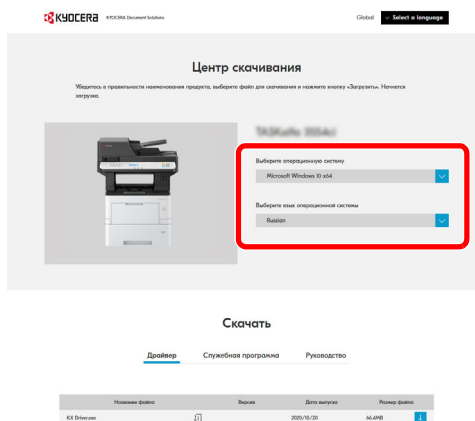 KYOCERA KYOCERA Document Solutions
Global Select a language
Центр скачивания
Убедитесь в правильности наименования продукта, выберите файл для скачивания и нажмите кнопку «Загрузить». Начнется
загрузка.
Выберите операционную систему
Microsoft Windows 10 x64
Выберите язык операционной системы
Russian
Скачать
Драйвер Служебная программа Руководство
Название файла Версия Дата выпуска Размер файла
KX Driver.exe 2020/10/20 66.4MB